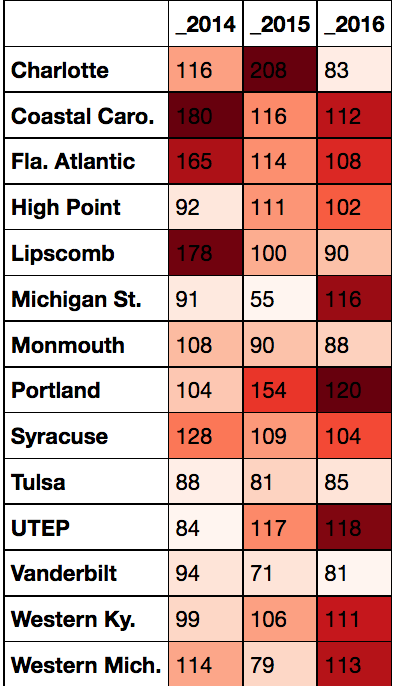 _2014 _2015 _2016
Charlotte 116 208 83
Coastal Caro. 180 116 112
Fla. Atlantic 165 114 108
High Point 92 111 102
Lipscomb 178 100 90
Michigan St. 91 55 116
Monmouth 108 90 88
Portland 104 154 120
Syracuse 128 109 104
Tulsa 88 81 85
UTEP 84 117 118
Vanderbilt 94 71 81
Western Ky. 99 106 111
Western Mich. 114 79 113